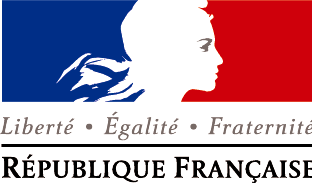 Liberté • Égalité • Fraternité
RÉPUBLIQUE FRANÇAISE